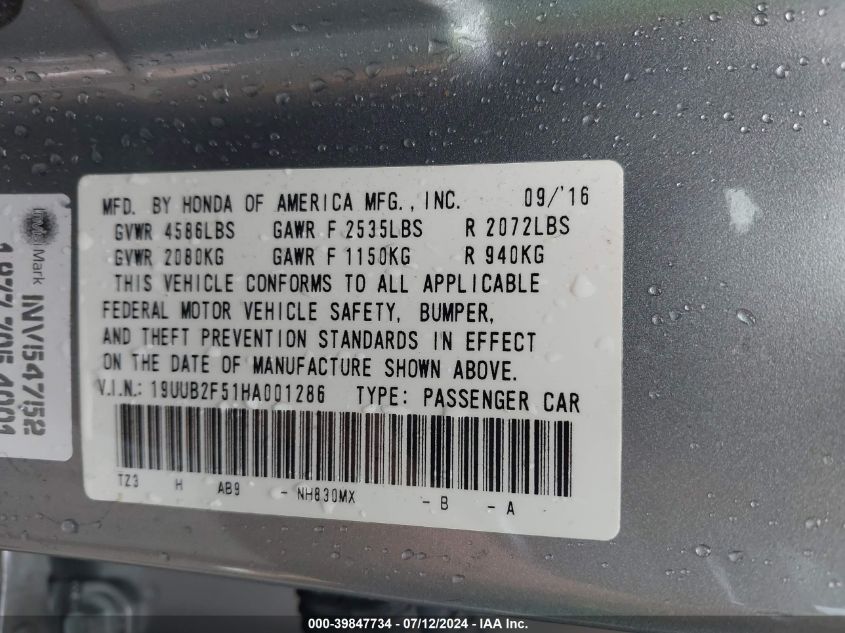 MFD. BY HONDA OF AMERICA MFG., INC. 09/'16
GVWR 4586LBS GAWR F 2535LBS R 2072LBS
GVWR 2080KG GAWR F 1150KG R 940KG
THIS VEHICLE CONFORMS TO ALL APPLICABLE
FEDERAL MOTOR VEHICLE SAFETY, BUMPER,
AND THEFT PREVENTION STANDARDS IN EFFECT
ON THE DATE OF MANUFACTURE SHOWN ABOVE.
V.I.N.: 19UUB2F51HA001286 TYPE: PASSENGER CAR
TZ3 H AB9 - NH830MX - B - A
Mark
INV154752
000-39847734 - 07/12/2024 - IAA Inc.